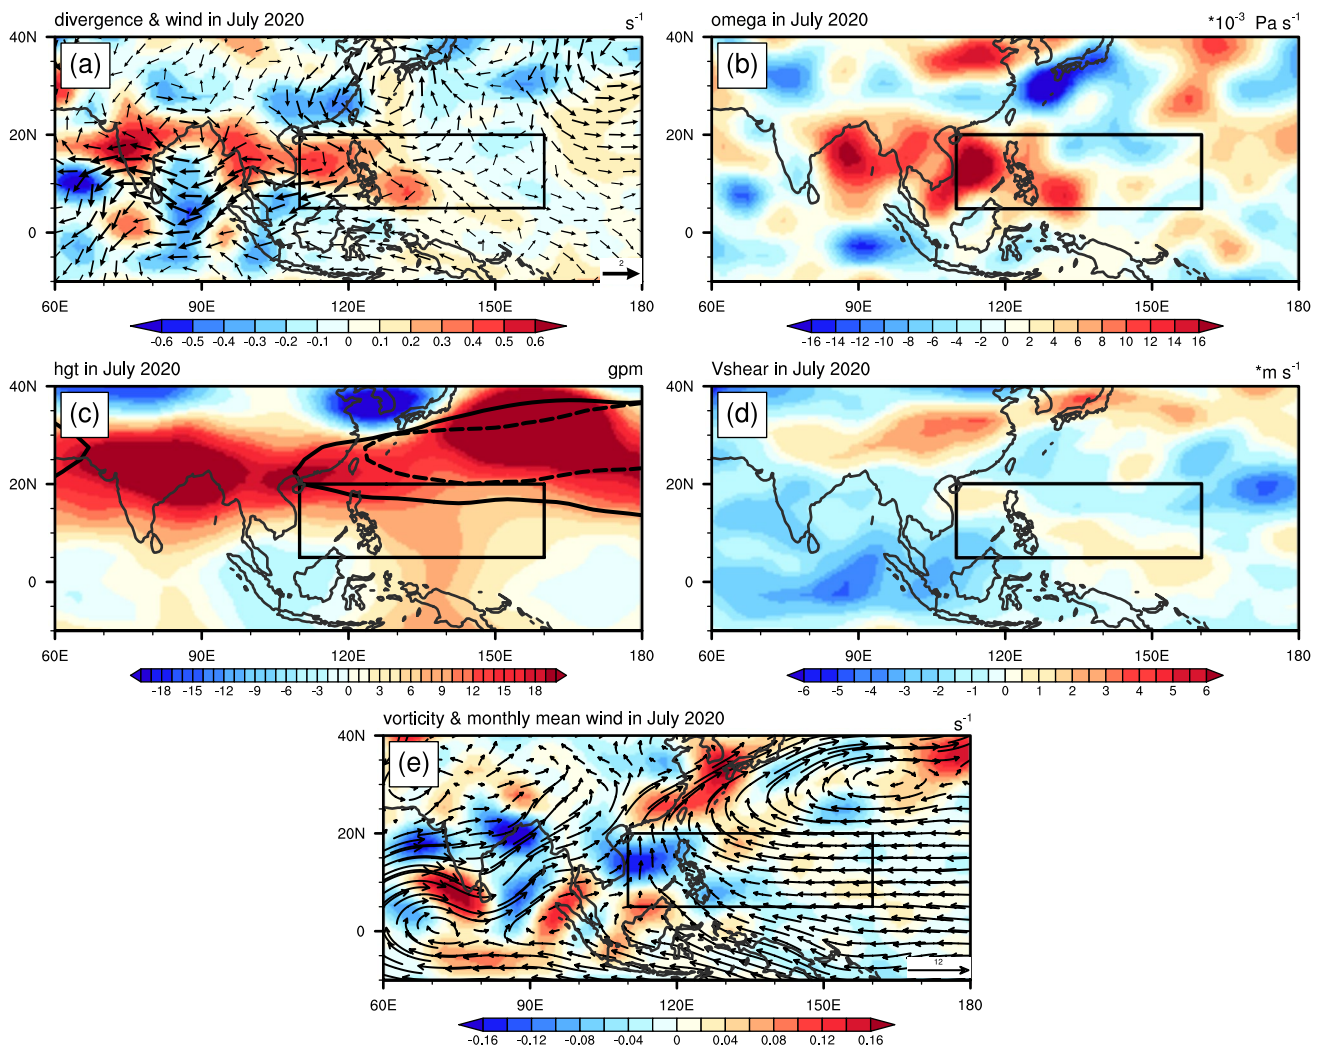 divergence & wind in July 2020 s⁻¹
(a)
40N
20N
0
2
60E 90E 120E 150E 180
-0.6 -0.5 -0.4 -0.3 -0.2 -0.1 0 0.1 0.2 0.3 0.4 0.5 0.6
omega in July 2020 *10⁻³ Pa s⁻¹
(b)
40N
20N
0
60E 90E 120E 150E 180
-16 -14 -12 -10 -8 -6 -4 -2 0 2 4 6 8 10 12 14 16
hgt in July 2020 gpm
(c)
40N
20N
0
60E 90E 120E 150E 180
-18 -15 -12 -9 -6 -3 0 3 6 9 12 15 18
Vshear in July 2020 *m s⁻¹
(d)
40N
20N
0
60E 90E 120E 150E 180
-6 -5 -4 -3 -2 -1 0 1 2 3 4 5 6
vorticity & monthly mean wind in July 2020 s⁻¹
(e)
40N
20N
0
12
60E 90E 120E 150E 180
-0.16 -0.12 -0.08 -0.04 0 0.04 0.08 0.12 0.16